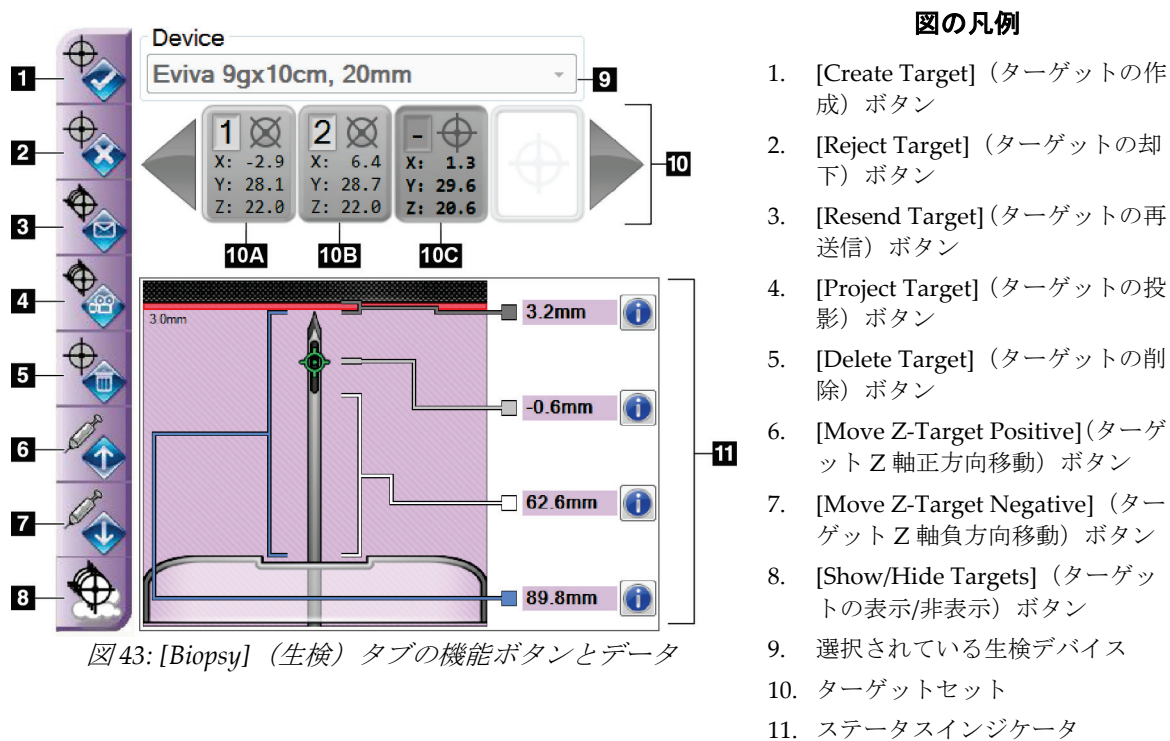 Device
1
Eviva 9gx10cm, 20mm
9
2
1
X: -2.9
Y: 28.1
Z: 22.0
2
X: 6.4
Y: 28.7
Z: 22.0
-
X: 1.3
Y: 29.6
Z: 20.6
10
10A
10B
10C
3
4
5
6
7
8
3.0mm
3.2mm
-0.6mm
62.6mm
89.8mm
11
図 43: [Biopsy] (生検) タブの機能ボタンとデータ
図の凡例
1. [Create Target](ターゲットの作
成)ボタン
2. [Reject Target](ターゲットの却
下)ボタン
3. [Resend Target](ターゲットの再
送信)ボタン
4. [Project Target](ターゲットの投
影)ボタン
5. [Delete Target](ターゲットの削
除)ボタン
6. [Move Z-Target Positive](ターゲ
ット Z 軸正方向移動)ボタン
7. [Move Z-Target Negative](ター
ゲット Z 軸負方向移動)ボタン
8. [Show/Hide Targets](ターゲッ
トの表示/非表示)ボタン
9. 選択されている生検デバイス
10. ターゲットセット
11. ステータスインジケータ